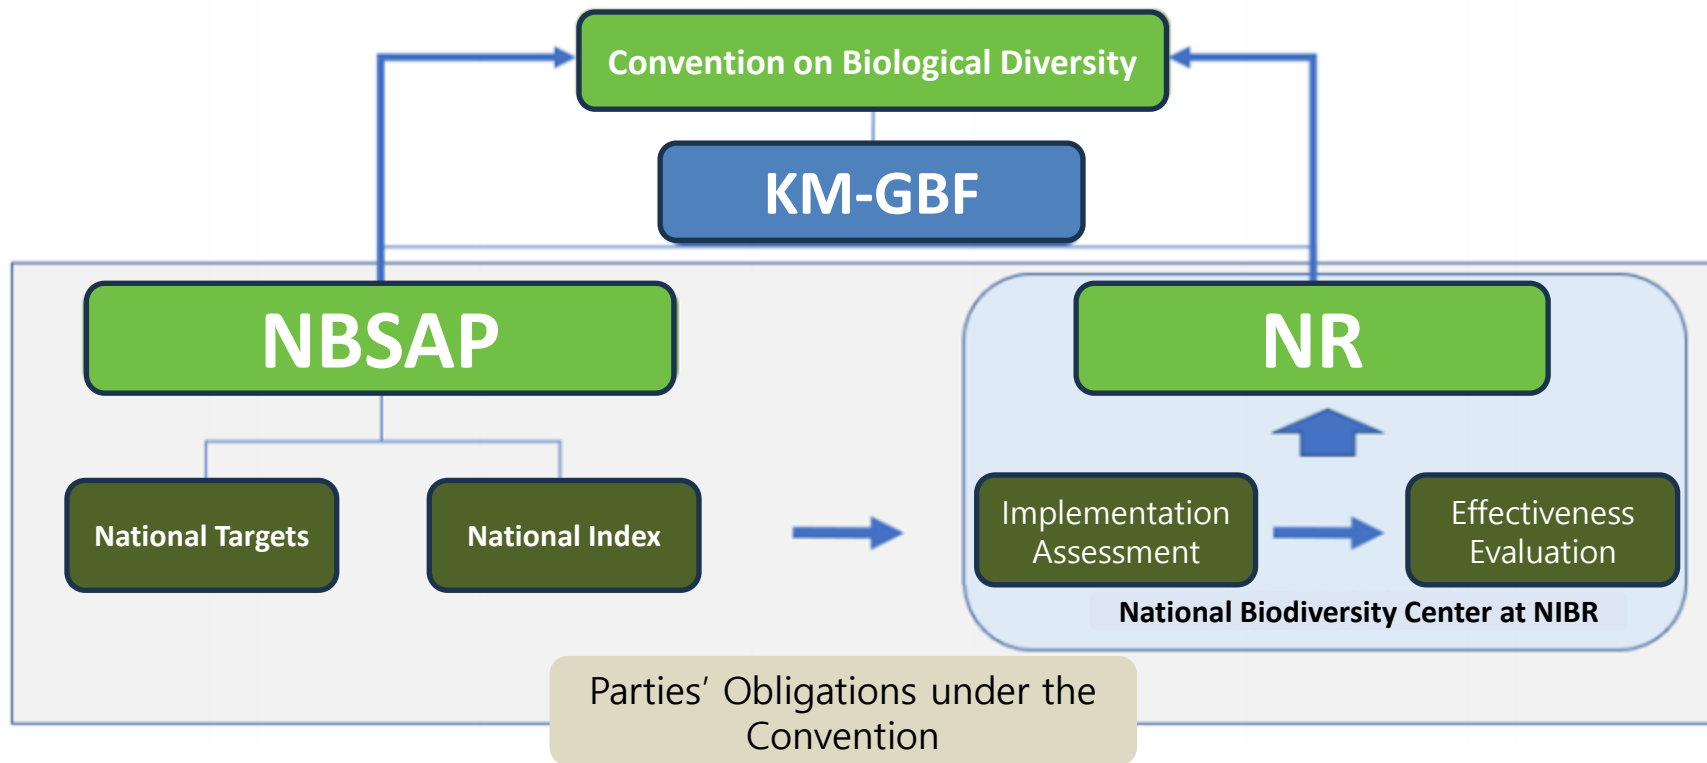 Convention on Biological Diversity
KM-GBF
NBSAP
NR
National Targets
National Index
Implementation
Assessment
Effectiveness
Evaluation
National Biodiversity Center at NIBR
Parties’ Obligations under the
Convention